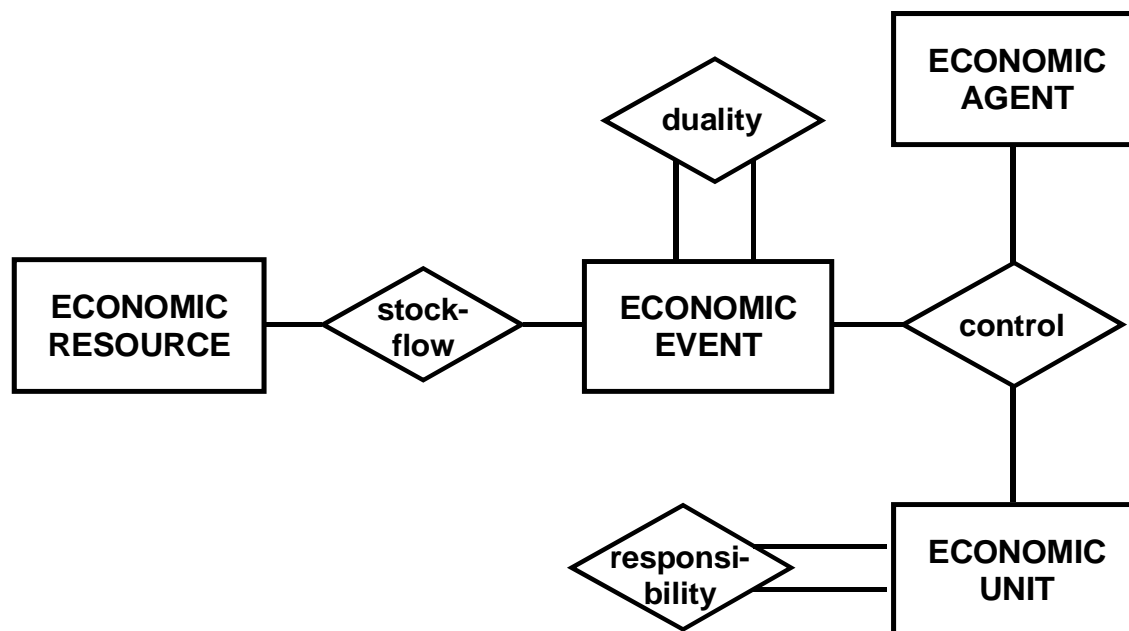 ECONOMIC
AGENT
duality
ECONOMIC
RESOURCE
stock-
flow
ECONOMIC
EVENT
control
responsi-
bility
ECONOMIC
UNIT